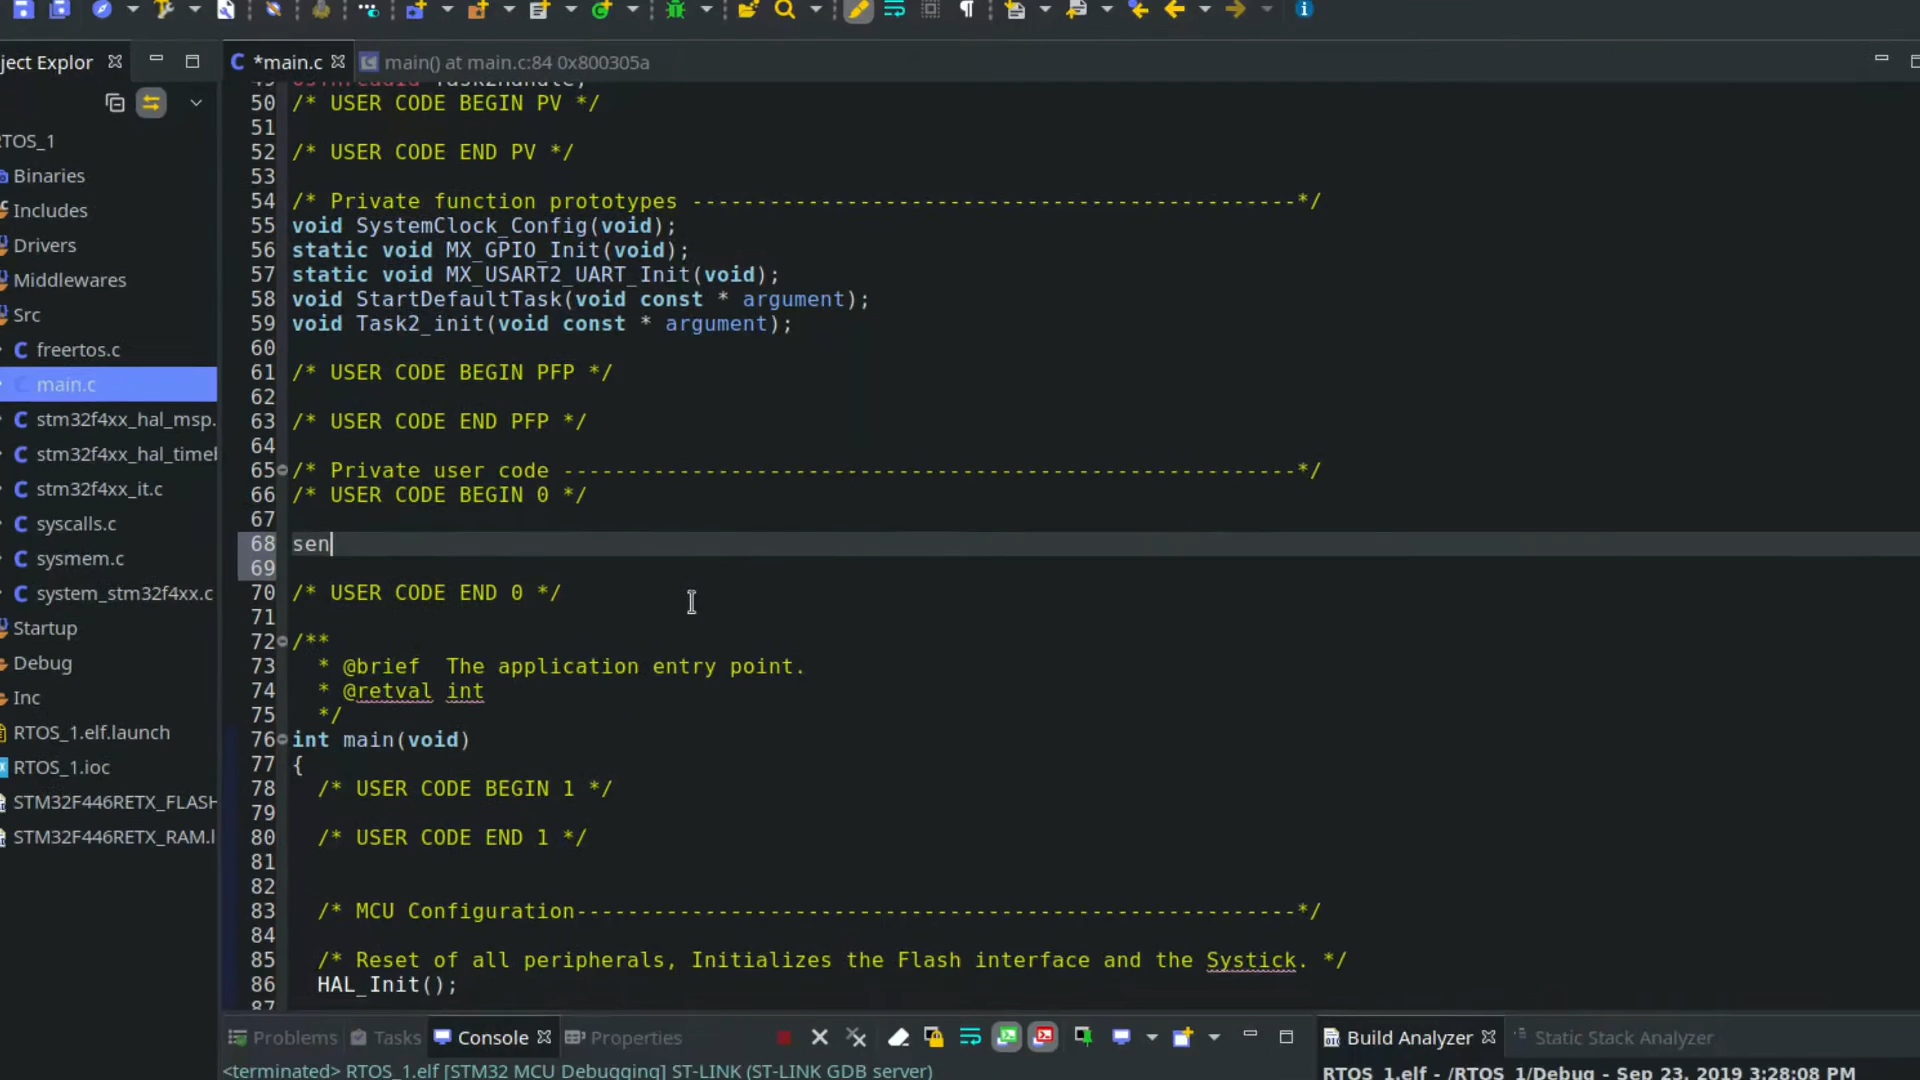 ject Explor
*main.c
main() at main.c:84 0x800305a
RTOS_1
Binaries
Includes
Drivers
Middlewares
Src
freertos.c
main.c
stm32f4xx_hal_msp.
stm32f4xx_hal_timeb
stm32f4xx_it.c
syscalls.c
sysmem.c
system_stm32f4xx.c
Startup
Debug
Inc
RTOS_1.elf.launch
RTOS_1.ioc
STM32F446RETX_FLASH
STM32F446RETX_RAM.l
49 osThreadId Task2Handle;
50 /* USER CODE BEGIN PV */
51
52 /* USER CODE END PV */
53
54 /* Private function prototypes -----------------------------------------------*/
55 void SystemClock_Config(void);
56 static void MX_GPIO_Init(void);
57 static void MX_USART2_UART_Init(void);
58 void StartDefaultTask(void const * argument);
59 void Task2_init(void const * argument);
60
61 /* USER CODE BEGIN PFP */
62
63 /* USER CODE END PFP */
64
65 /* Private user code ---------------------------------------------------------*/
66 /* USER CODE BEGIN 0 */
67
68 sen
69
70 /* USER CODE END 0 */
71
72 /**
73 * @brief  The application entry point.
74 * @retval int
75 */
76 int main(void)
77 {
78 /* USER CODE BEGIN 1 */
79
80 /* USER CODE END 1 */
81
82
83 /* MCU Configuration--------------------------------------------------------*/
84
85 /* Reset of all peripherals, Initializes the Flash interface and the Systick. */
86 HAL_Init();
87
Problems
Tasks
Console
Properties
Build Analyzer
Static Stack Analyzer
<terminated> RTOS_1.elf [STM32 MCU Debugging] ST-LINK (ST-LINK GDB server)
RTOS_1.elf - /RTOS_1/Debug - Sep 23, 2019 3:28:08 PM